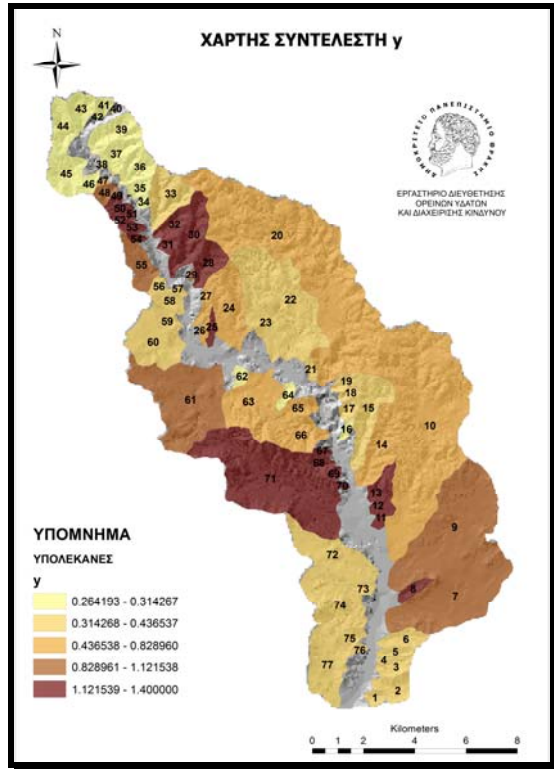 ΧΑΡΤΗΣ ΣΥΝΤΕΛΕΣΤΗ y
N
ΔΗΜΟΚΡΙΤΕΙΟ ΠΑΝΕΠΙΣΤΗΜΙΟ ΘΡΑΚΗΣ
ΕΡΓΑΣΤΗΡΙΟ ΔΙΕΥΘΕΤΗΣΗΣ
ΟΡΕΙΝΩΝ ΥΔΑΤΩΝ
ΚΑΙ ΔΙΑΧΕΙΡΙΣΗΣ ΚΙΝΔΥΝΟΥ
43 41 40
42
44 39
37
38 36
45 46 47 35 33
48 49 34
50 51
52 53 32 30
54 31 20
55 28
29
56 57 27 22
58 24
59 23
26 25
60 21
62 19
61 63 64 18
65 17 15
10
66 16 14
67
68
71 69 13
70 12
11
9
72
73 8
74 7
75 6
76 5
4 3
77 2
1
ΥΠΟΜΝΗΜΑ
ΥΠΟΛΕΚΑΝΕΣ
y
0.264193 - 0.314267
0.314268 - 0.436537
0.436538 - 0.828960
0.828961 - 1.121538
1.121539 - 1.400000
Kilometers
0 2 4 6 8